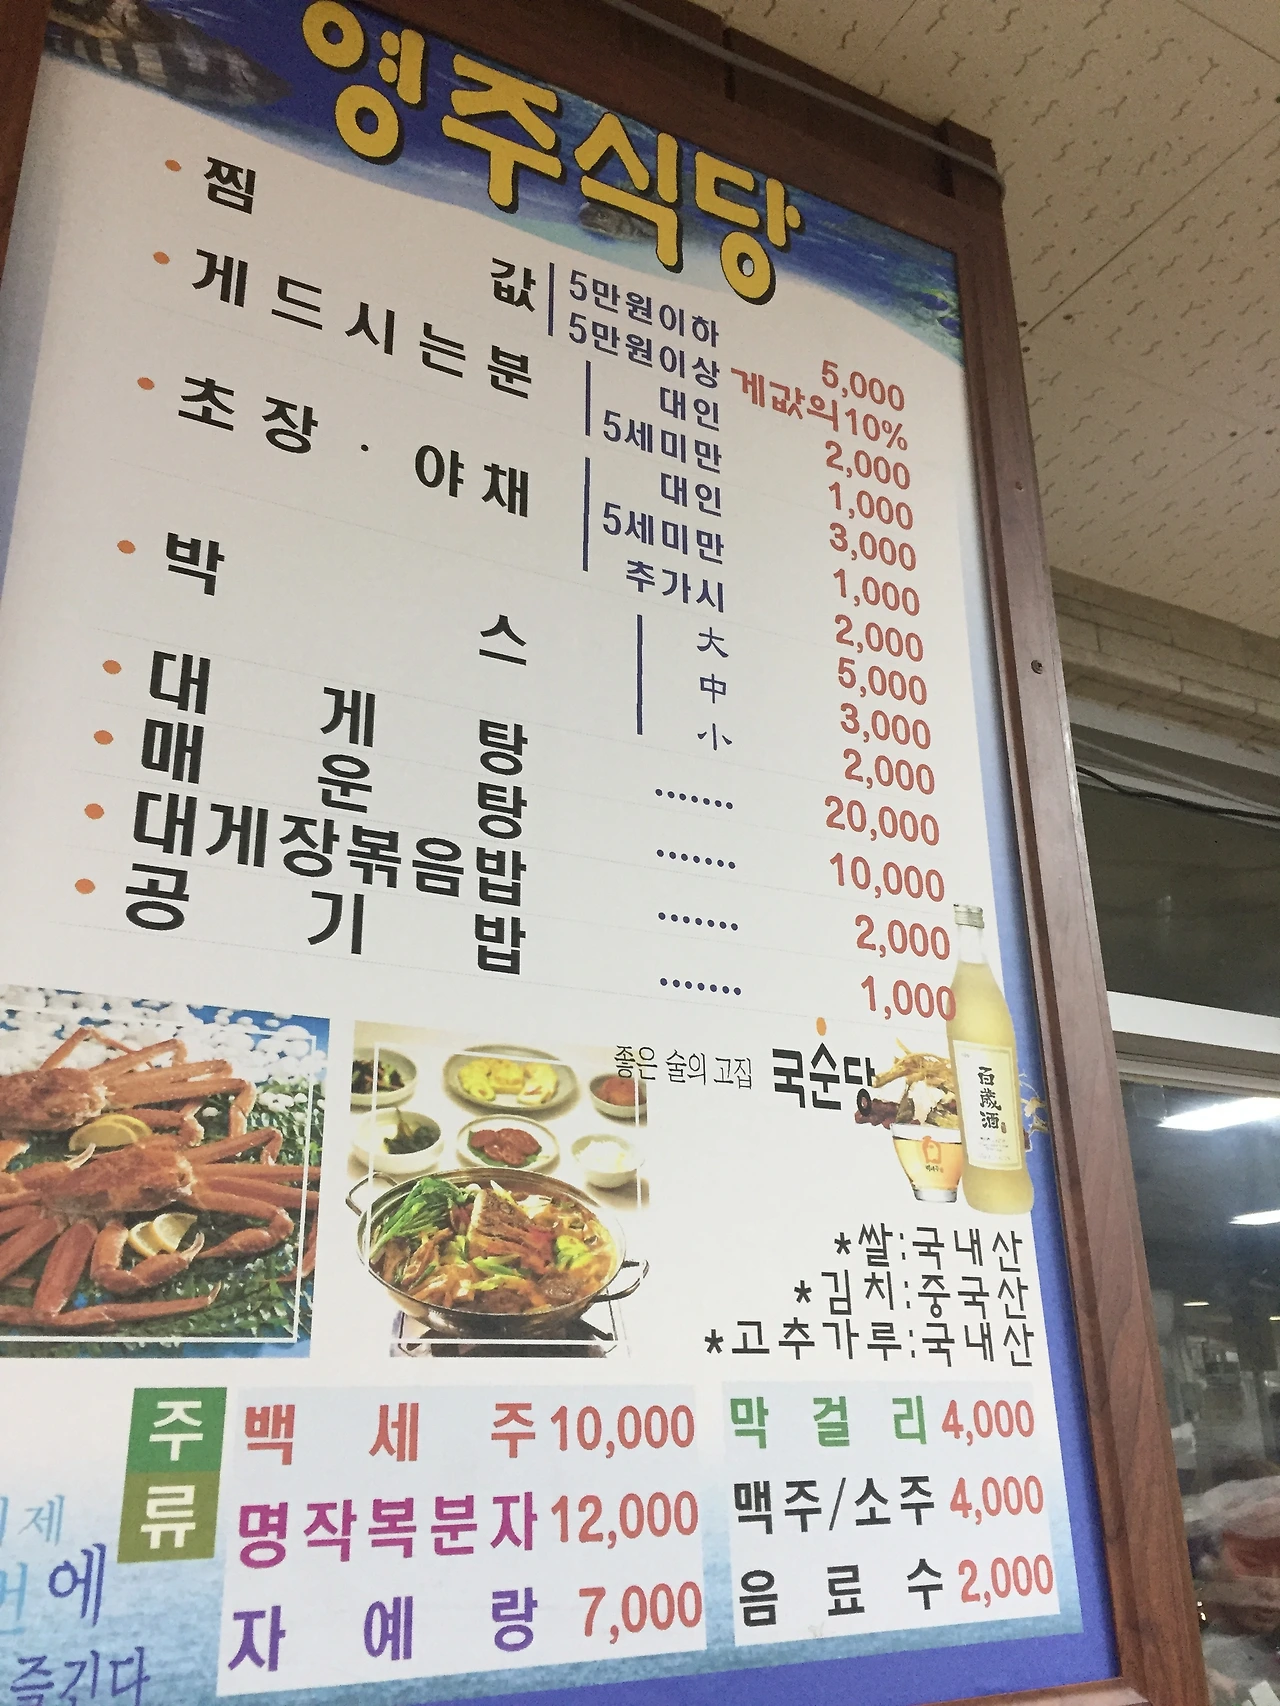 영주식당
찜 값 5만원이하 5,000
5만원이상 게값의10%
게드시는분 대인 2,000
5세미만 1,000
초장 · 야채 대인 3,000
5세미만 1,000
추가시 2,000
박스 大 5,000
中 3,000
小 2,000
대게탕 ....... 20,000
매운탕 ....... 10,000
대게장볶음밥 ....... 2,000
공기밥 ....... 1,000
좋은 술의 고집 국순당
百歲酒
*쌀:국내산
*김치:중국산
*고추가루:국내산
주류
백세주 10,000
명작복분자 12,000
자예랑 7,000
막걸리 4,000
맥주/소주 4,000
음료수 2,000
제
에
즐긴다